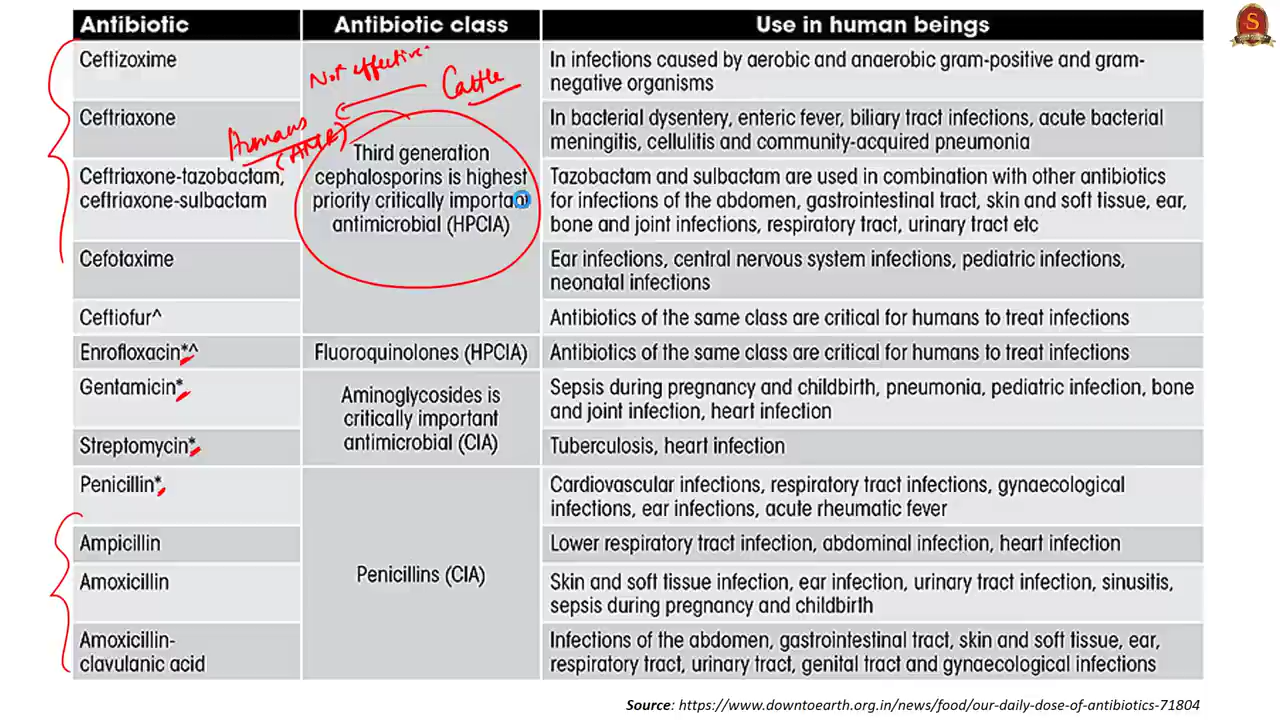 Antibiotic
Antibiotic class
Use in human beings
Ceftizoxime
Not effective.
Cattle
In infections caused by aerobic and anaerobic gram-positive and gram-
negative organisms
Ceftriaxone
Humans
(AMR)
In bacterial dysentery, enteric fever, biliary tract infections, acute bacterial
meningitis, cellulitis and community-acquired pneumonia
Ceftriaxone-tazobactam,
ceftriaxone-sulbactam
Third generation
cephalosporins is highest
priority critically important
antimicrobial (HPCIA)
Tazobactam and sulbactam are used in combination with other antibiotics
for infections of the abdomen, gastrointestinal tract, skin and soft tissue, ear,
bone and joint infections, respiratory tract, urinary tract etc
Cefotaxime
Ear infections, central nervous system infections, pediatric infections,
neonatal infections
Ceftiofur^
Antibiotics of the same class are critical for humans to treat infections
Enrofloxacin*^
Fluoroquinolones (HPCIA)
Antibiotics of the same class are critical for humans to treat infections
Gentamicin*
Aminoglycosides is
critically important
antimicrobial (CIA)
Sepsis during pregnancy and childbirth, pneumonia, pediatric infection, bone
and joint infection, heart infection
Streptomycin*
Tuberculosis, heart infection
Penicillin*
Penicillins (CIA)
Cardiovascular infections, respiratory tract infections, gynaecological
infections, ear infections, acute rheumatic fever
Ampicillin
Lower respiratory tract infection, abdominal infection, heart infection
Amoxicillin
Skin and soft tissue infection, ear infection, urinary tract infection, sinusitis,
sepsis during pregnancy and childbirth
Amoxicillin-
clavulanic acid
Infections of the abdomen, gastrointestinal tract, skin and soft tissue, ear,
respiratory tract, urinary tract, genital tract and gynaecological infections
Source: https://www.downtoearth.org.in/news/food/our-daily-dose-of-antibiotics-71804
S